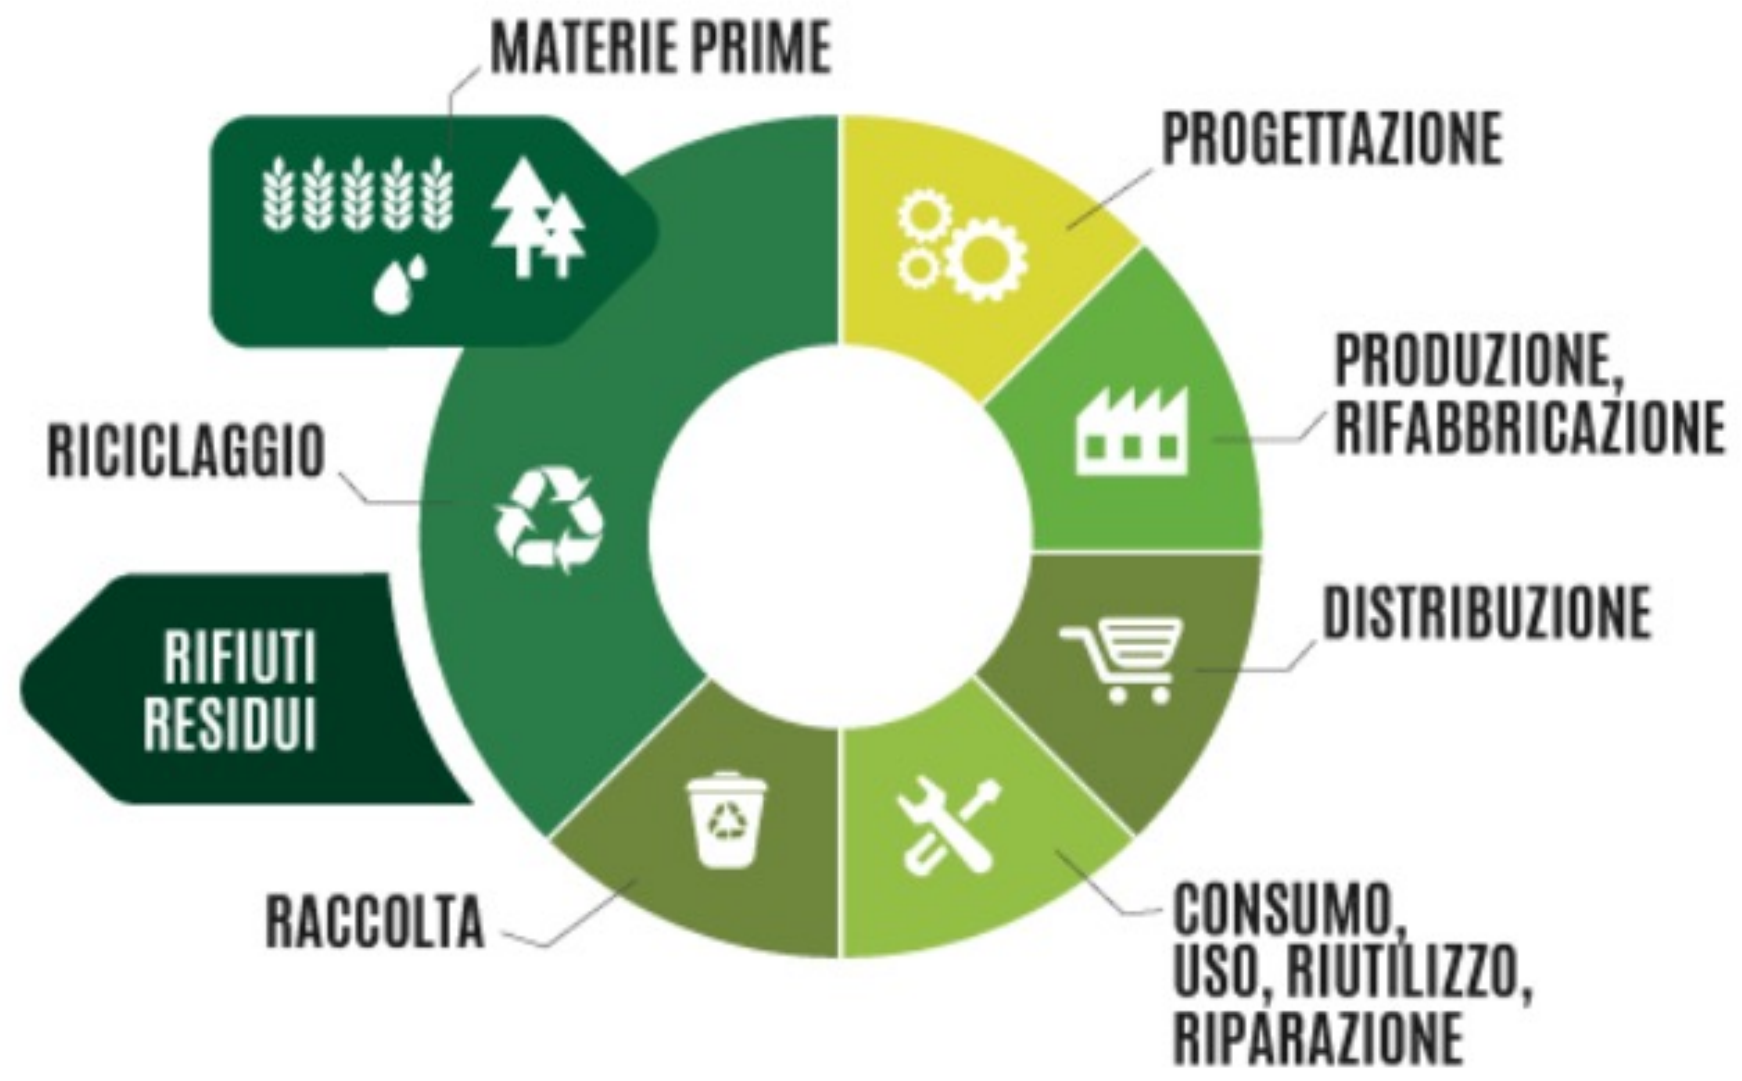 MATERIE PRIME
PROGETTAZIONE
PRODUZIONE,
RIFABBRICAZIONE
RICICLAGGIO
DISTRIBUZIONE
RIFIUTI
RESIDUI
RACCOLTA
CONSUMO,
USO, RIUTILIZZO,
RIPARAZIONE